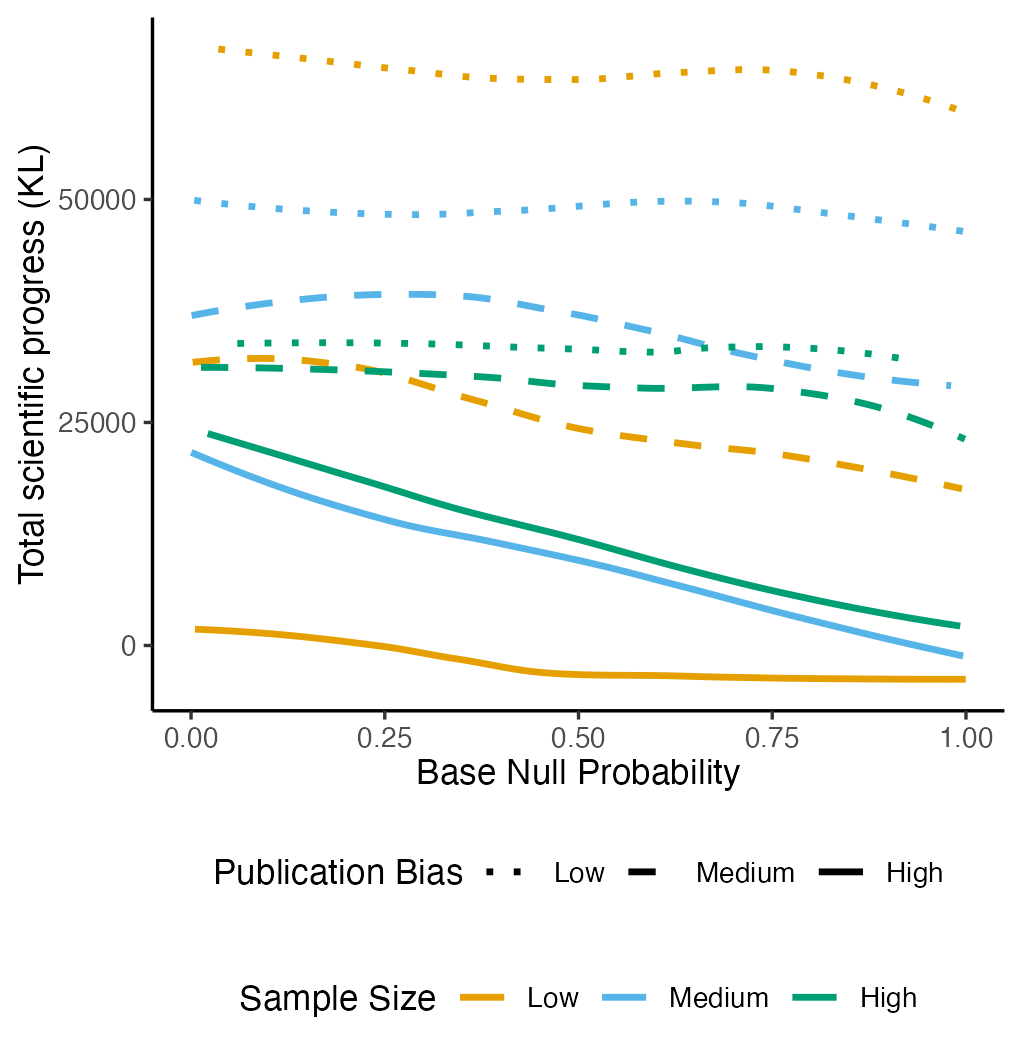 Total scientific progress (KL)
50000
25000
0
0.00 0.25 0.50 0.75 1.00
Base Null Probability
Publication Bias Low Medium High
Sample Size Low Medium High